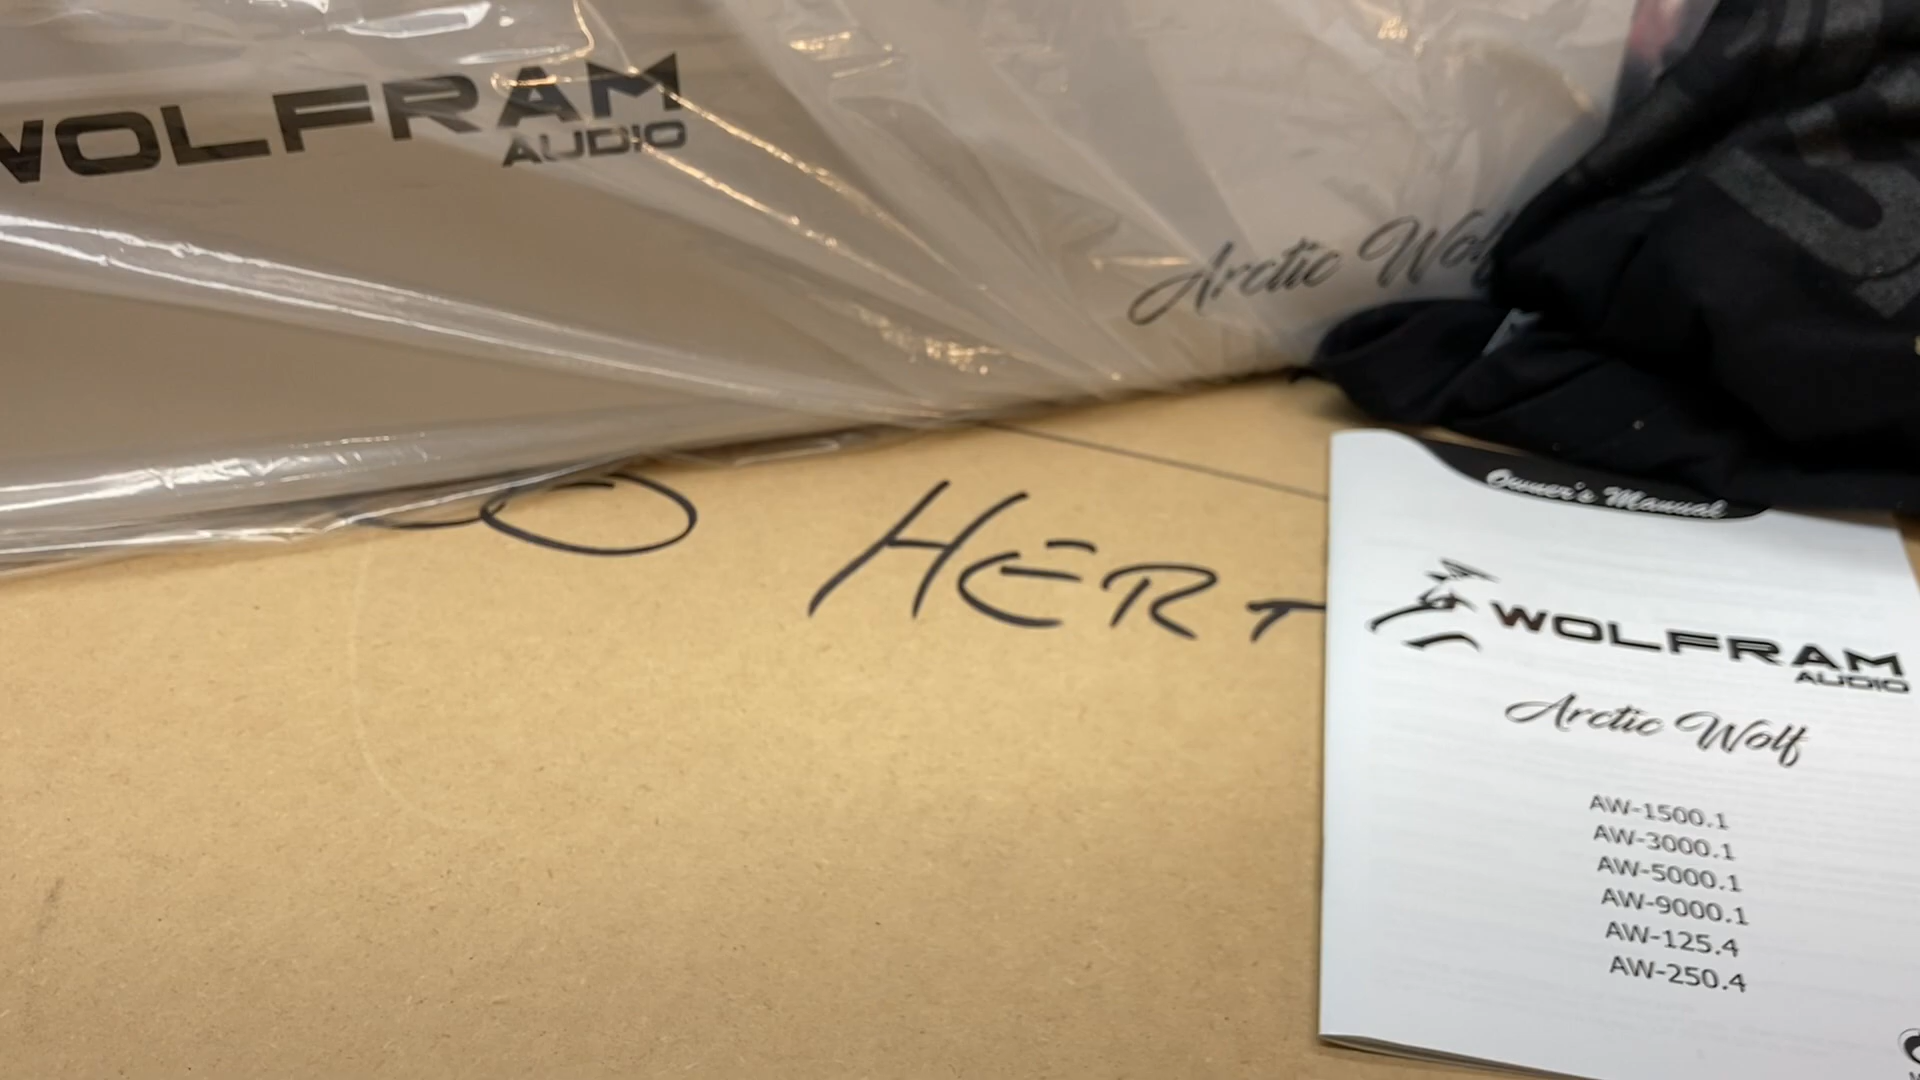 WOLFRAM
AUDIO
Arctic Wolf
HERT
Owner's Manual
WOLFRAM
AUDIO
Arctic Wolf
AW-1500.1
AW-3000.1
AW-5000.1
AW-9000.1
AW-125.4
AW-250.4